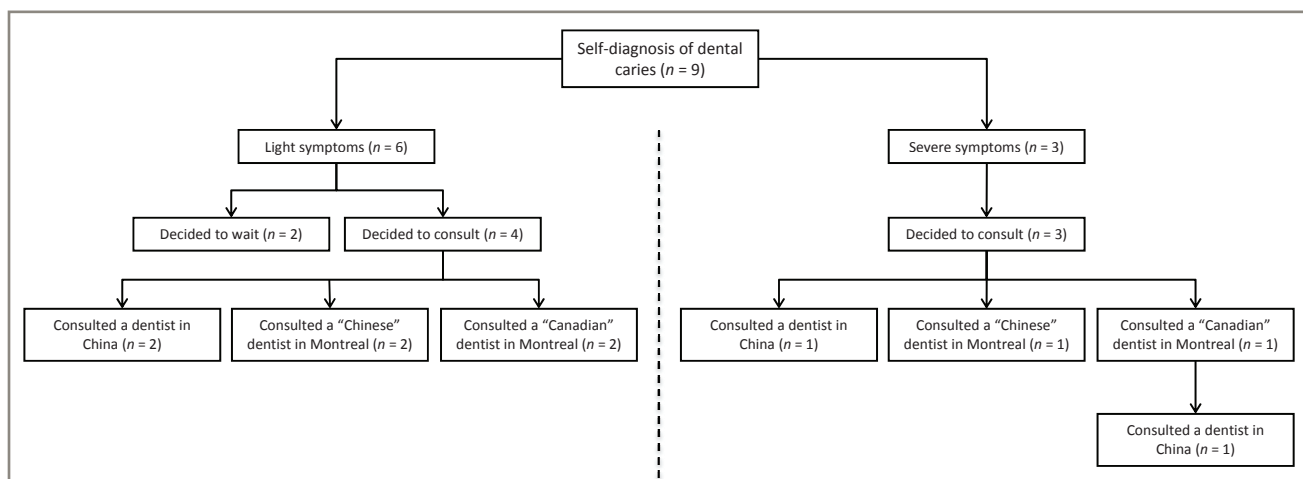 Self-diagnosis of dental
caries (n = 9)
Light symptoms (n = 6)
Severe symptoms (n = 3)
Decided to wait (n = 2)
Decided to consult (n = 4)
Decided to consult (n = 3)
Consulted a dentist in
China (n = 2)
Consulted a “Chinese”
dentist in Montreal (n = 2)
Consulted a “Canadian”
dentist in Montreal (n = 2)
Consulted a dentist in
China (n = 1)
Consulted a “Chinese”
dentist in Montreal (n = 1)
Consulted a “Canadian”
dentist in Montreal (n = 1)
Consulted a dentist in
China (n = 1)